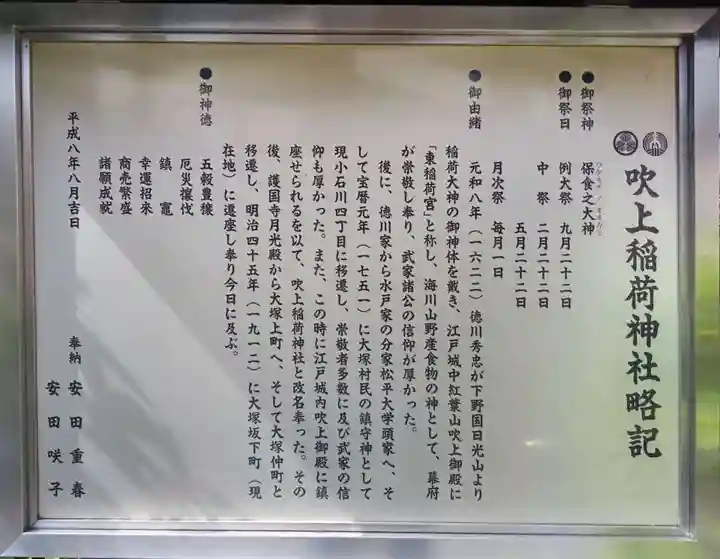 吹上稲荷神社略記
●御祭神　保食之大神
●御祭日　例大祭　九月二十二日
中　祭　二月二十二日
五月二十二日
月次祭　毎月一日
●御由緒
元和八年（一六二二）徳川秀忠が下野国日光山より
稲荷大神の御神体を戴き、江戸城中紅葉山吹上御殿に
「東稲荷宮」と称し、海川山野産食物の神として、幕府
が崇敬し奉り、武家諸公の信仰が厚かった。
後に、徳川家から水戸家の分家松平大学頭家へ、そ
して宝暦元年（一七五一）に大塚村民の鎮守神として
現小石川四丁目に移遷し、崇敬者多数に及び武家の信
仰も厚かった。また、この時に江戸城内吹上御殿に鎮
座せられるを以て、吹上稲荷神社と改名奉った。その
後、護国寺月光殿から大塚上町へ、そして大塚仲町と
移遷し、明治四十五年（一九一二）に大塚坂下町（現
在地）に遷座し奉り今日に及ぶ。
●御神徳
五穀豊穣
厄災攘伐
鎮　竈
幸運招来
商売繁盛
諸願成就
平成八年八月吉日
奉納　安田重春
安田咲子